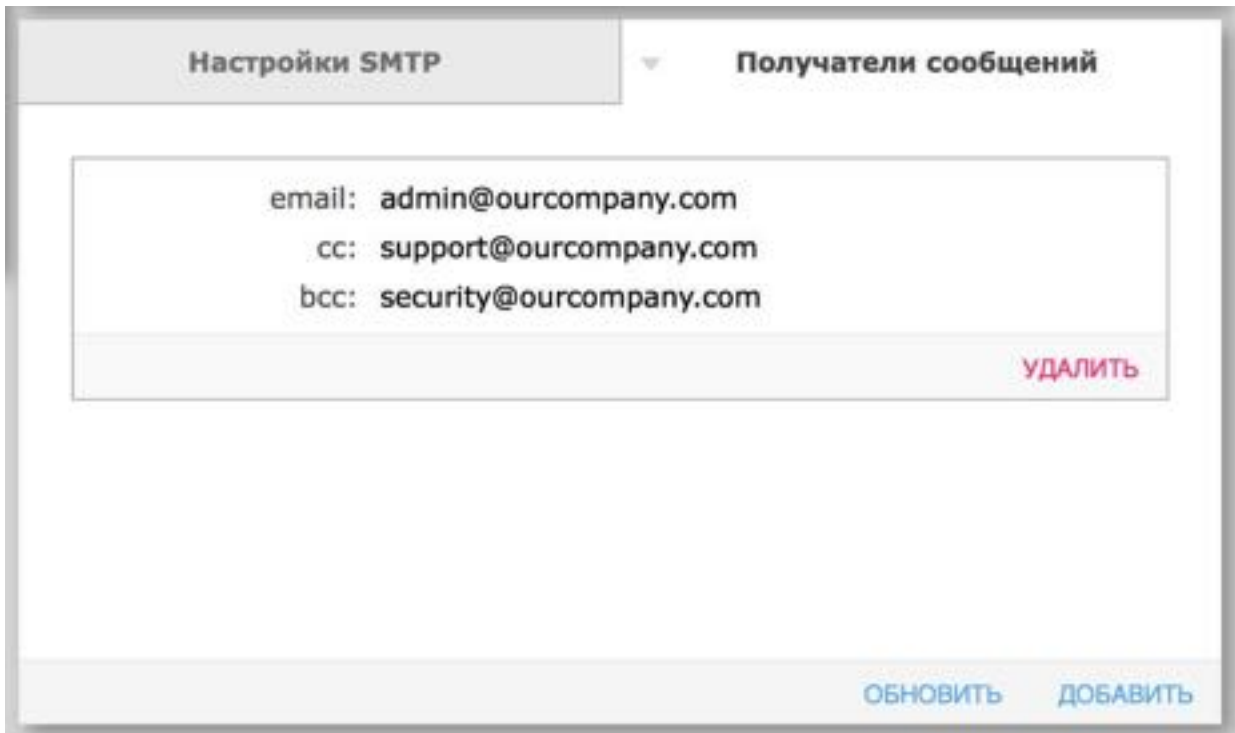 Настройки SMTP
Получатели сообщений
email: admin@ourcompany.com
cc: support@ourcompany.com
bcc: security@ourcompany.com
УДАЛИТЬ
ОБНОВИТЬ ДОБАВИТЬ